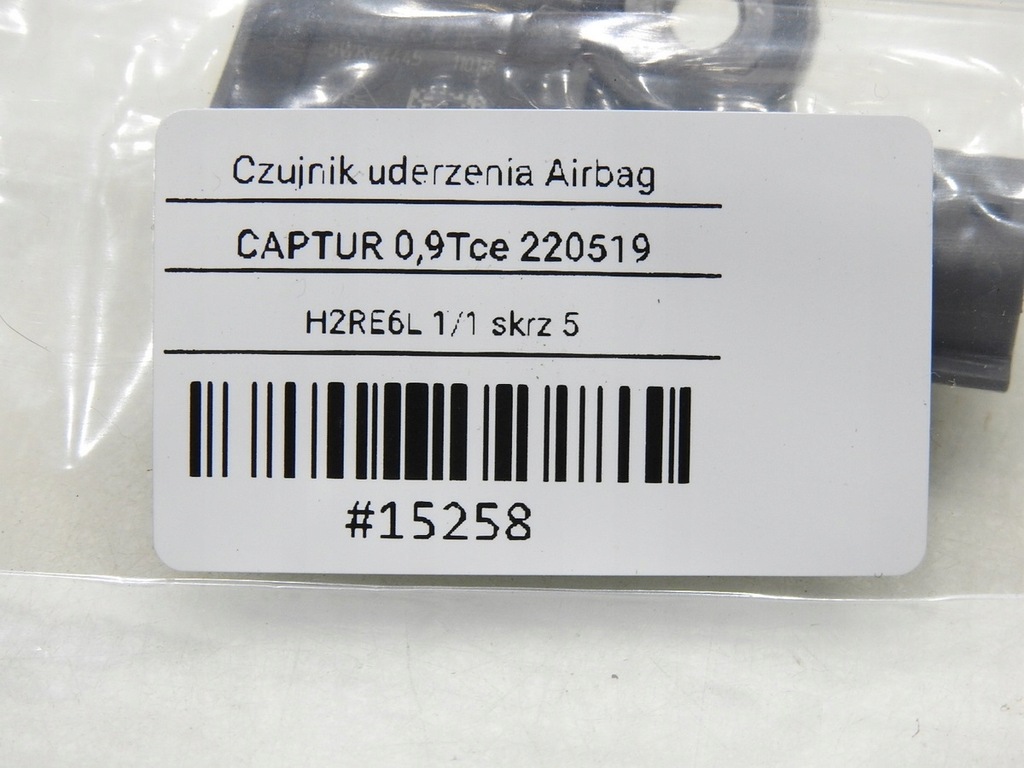 Czujnik uderzenia Airbag
CAPTUR 0,9Tce 220519
H2RE6L 1/1 skrz 5
#15258